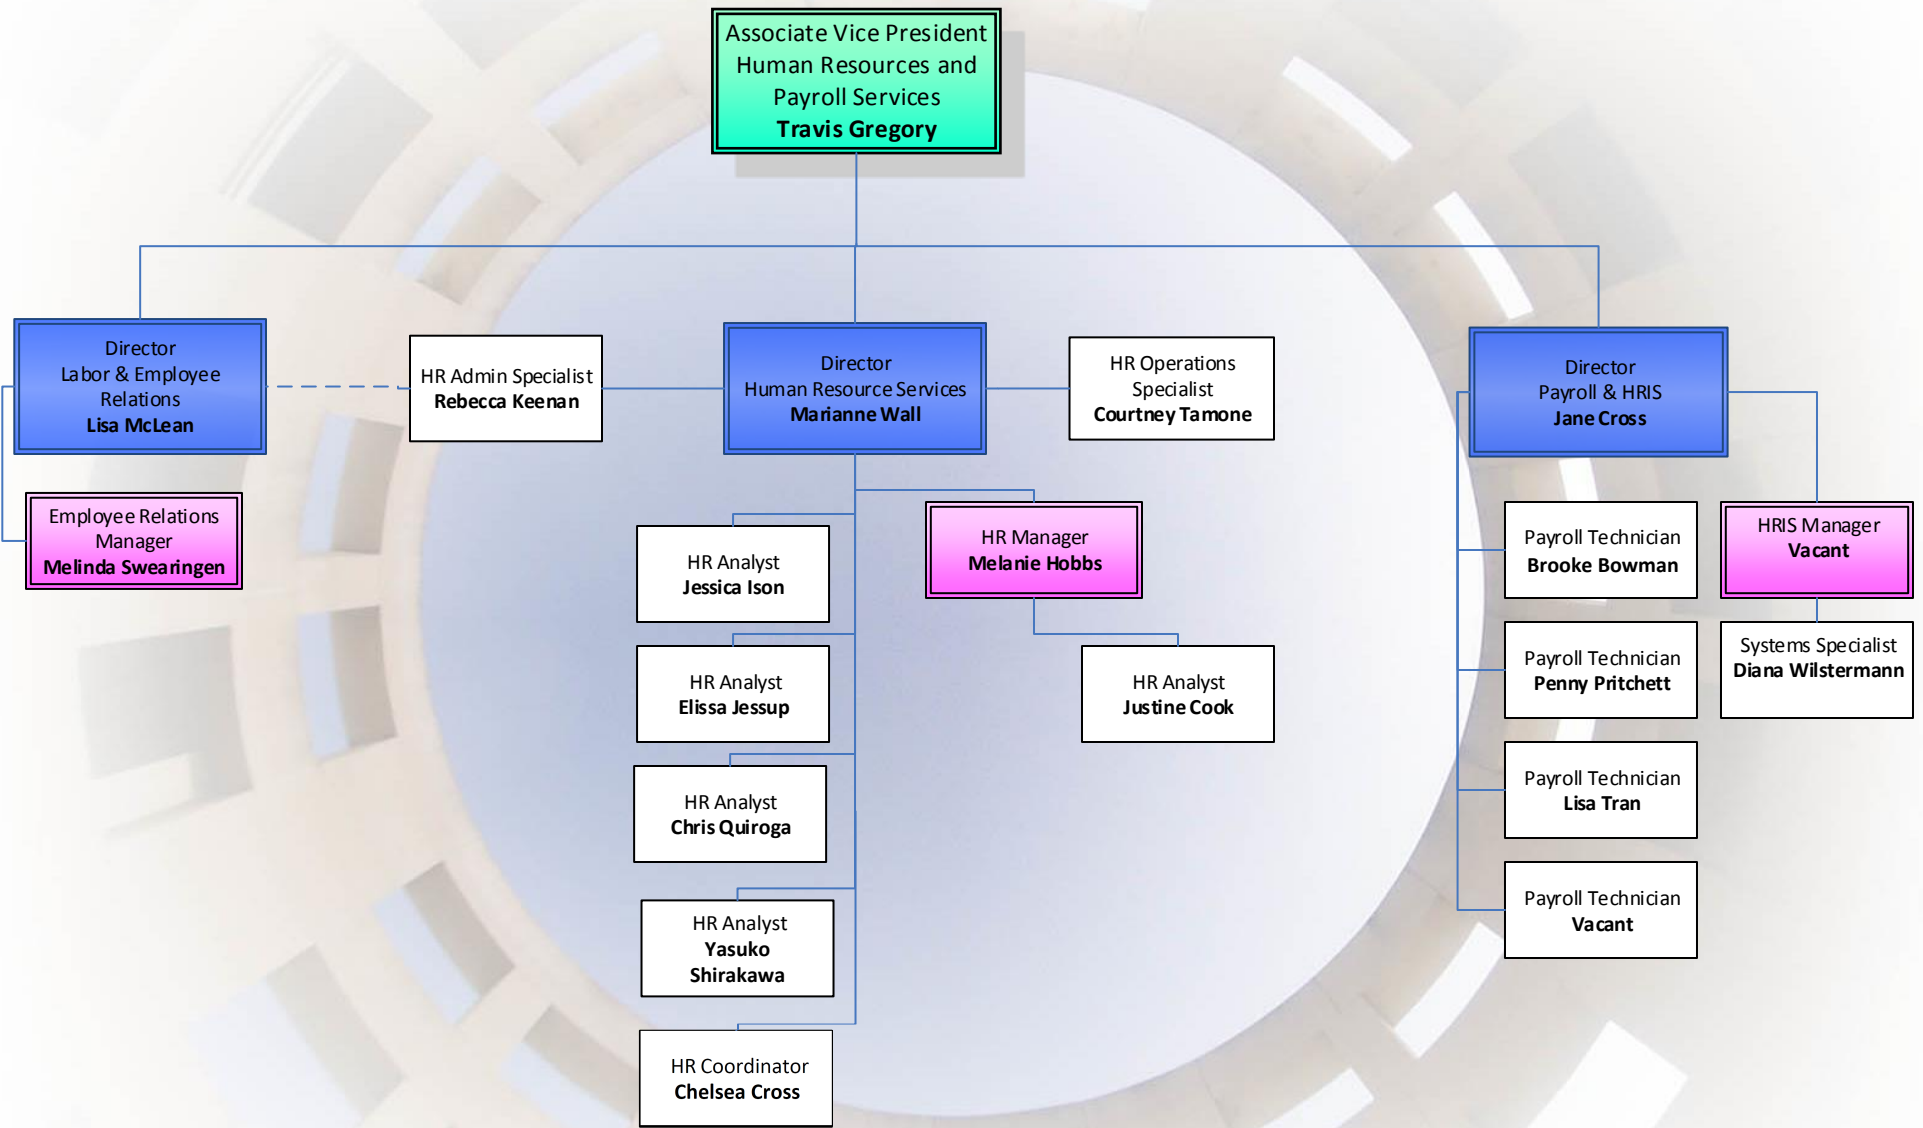 Associate Vice President
Human Resources and
Payroll Services
Travis Gregory
Director
Labor & Employee
Relations
Lisa McLean
HR Admin Specialist
Rebecca Keenan
Director
Human Resource Services
Marianne Wall
HR Operations
Specialist
Courtney Tamone
Director
Payroll & HRIS
Jane Cross
Employee Relations
Manager
Melinda Swearingen
HR Analyst
Jessica Ison
HR Manager
Melanie Hobbs
Payroll Technician
Brooke Bowman
HRIS Manager
Vacant
HR Analyst
Elissa Jessup
HR Analyst
Justine Cook
Payroll Technician
Penny Pritchett
Systems Specialist
Diana Wilstermann
HR Analyst
Chris Quiroga
Payroll Technician
Lisa Tran
HR Analyst
Yasuko
Shirakawa
Payroll Technician
Vacant
HR Coordinator
Chelsea Cross